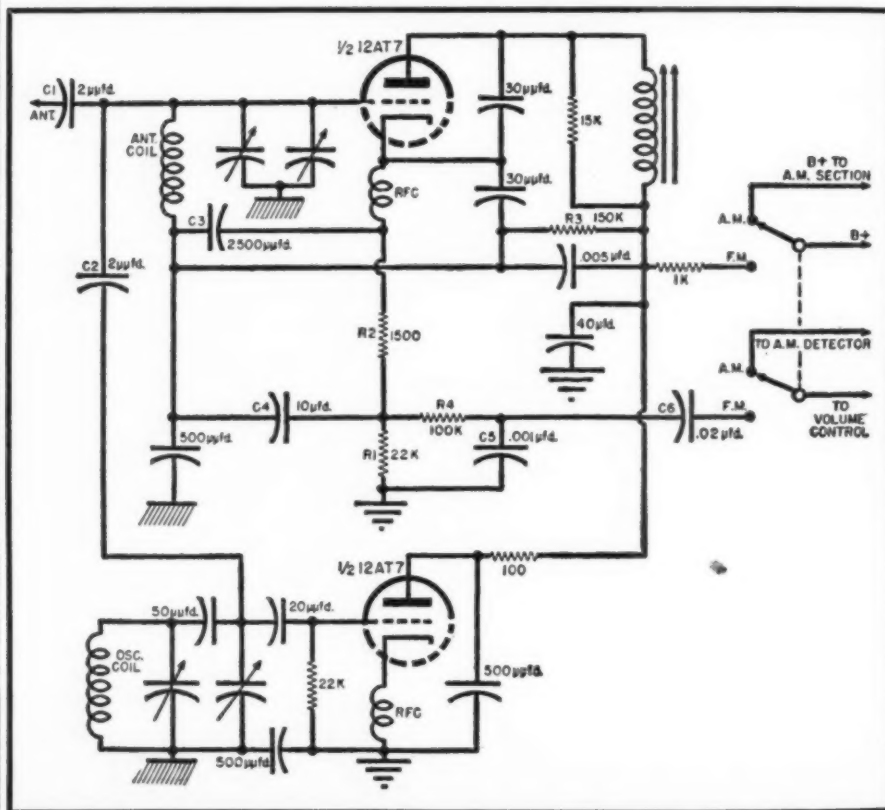 ½ 12AT7
C1
2µµfd.
ANT.
30µµfd.
15K
ANT.
COIL
B+ TO
A.M. SECTION
RFC
30µµfd.
A.M.
B+
C3
2500µµfd.
R3
150K
C2
2µµfd.
.005µfd.
1K
F.M.
R2
1500
40µfd.
TO A.M. DETECTOR
A.M.
C4
10µfd.
R4
100K
C6
F.M.
TO
VOLUME
CONTROL
500µµfd.
R1
22K
C5
.001µfd.
.02µfd.
½ 12AT7
100
50µµfd.
20µµfd.
OSC.
COIL
22K
500µµfd.
RFC
500µµfd.